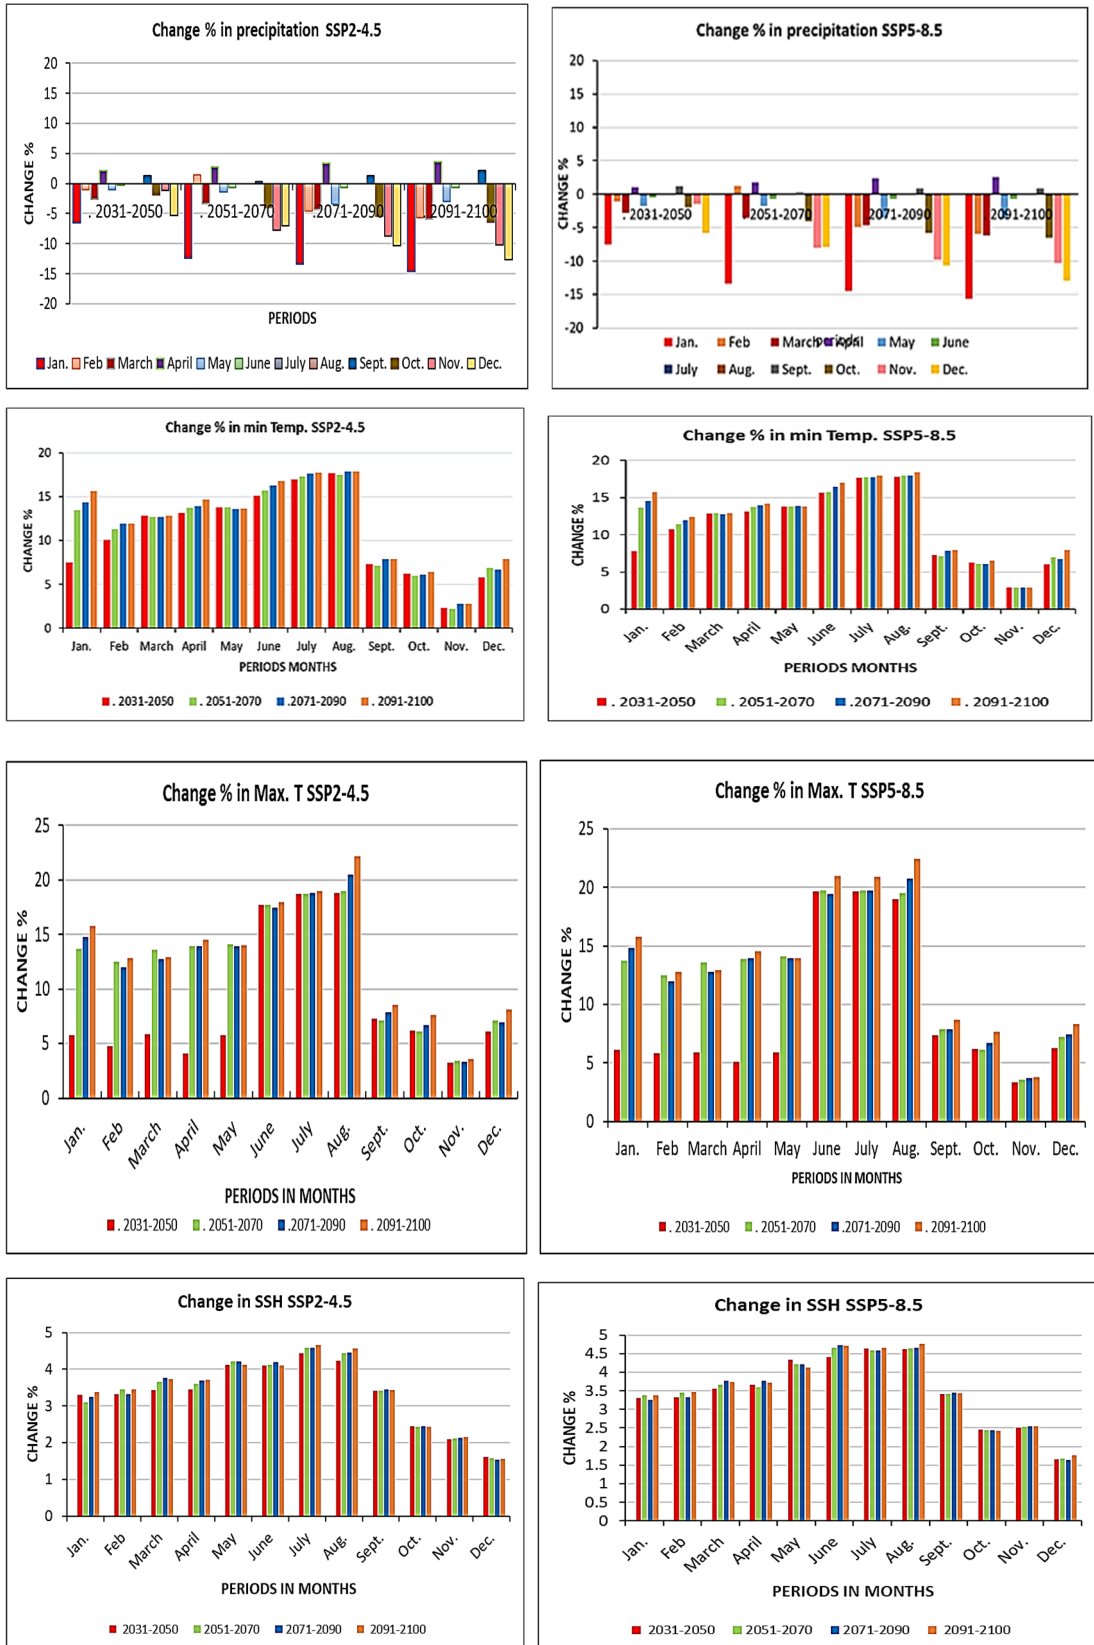 Change % in precipitation SSP2-4.5
CHANGE %
20
15
10
5
0
-5
-10
-15
-20
. 2031-2050
. 2051-2070
.2071-2090
. 2091-2100
PERIODS
Jan. Feb March April May June July Aug. Sept. Oct. Nov. Dec.
Change % in precipitation SSP5-8.5
CHANGE %
20
15
10
5
0
-5
-10
-15
-20
. 2031-2050
. 2051-2070
.2071-2090
. 2091-2100
periods
Jan. Feb March April May June
July Aug. Sept. Oct. Nov. Dec.
Change % in min Temp. SSP2-4.5
CHANGE %
20
15
10
5
0
Jan. Feb March April May June July Aug. Sept. Oct. Nov. Dec.
PERIODS MONTHS
. 2031-2050 . 2051-2070 .2071-2090 . 2091-2100
Change % in min Temp. SSP5-8.5
CHANGE %
20
15
10
5
0
Jan. Feb March April May June July Aug. Sept. Oct. Nov. Dec.
PERIODS MONTHS
. 2031-2050 . 2051-2070 .2071-2090 . 2091-2100
Change % in Max. T SSP2-4.5
CHANGE %
25
20
15
10
5
0
Jan. Feb March April May June July Aug. Sept. Oct. Nov. Dec.
PERIODS IN MONTHS
. 2031-2050 . 2051-2070 .2071-2090 . 2091-2100
Change % in Max. T SSP5-8.5
CHANGE %
25
20
15
10
5
0
Jan. Feb March April May June July Aug. Sept. Oct. Nov. Dec.
PERIODS IN MONTHS
. 2031-2050 . 2051-2070 .2071-2090 . 2091-2100
Change in SSH SSP2-4.5
CHANGE %
5
4
3
2
1
0
Jan. Feb March April May June July Aug. Sept. Oct. Nov. Dec.
PERIODS IN MONTHS
2031-2050 2051-2070 2071-2090 2091-2100
Change in SSH SSP5-8.5
CHANGE %
5
4.5
4
3.5
3
2.5
2
1.5
1
0.5
0
Jan. Feb March April May June July Aug. Sept. Oct. Nov. Dec.
PERIODS IN MONTHS
2031-2050 2051-2070 2071-2090 2091-2100